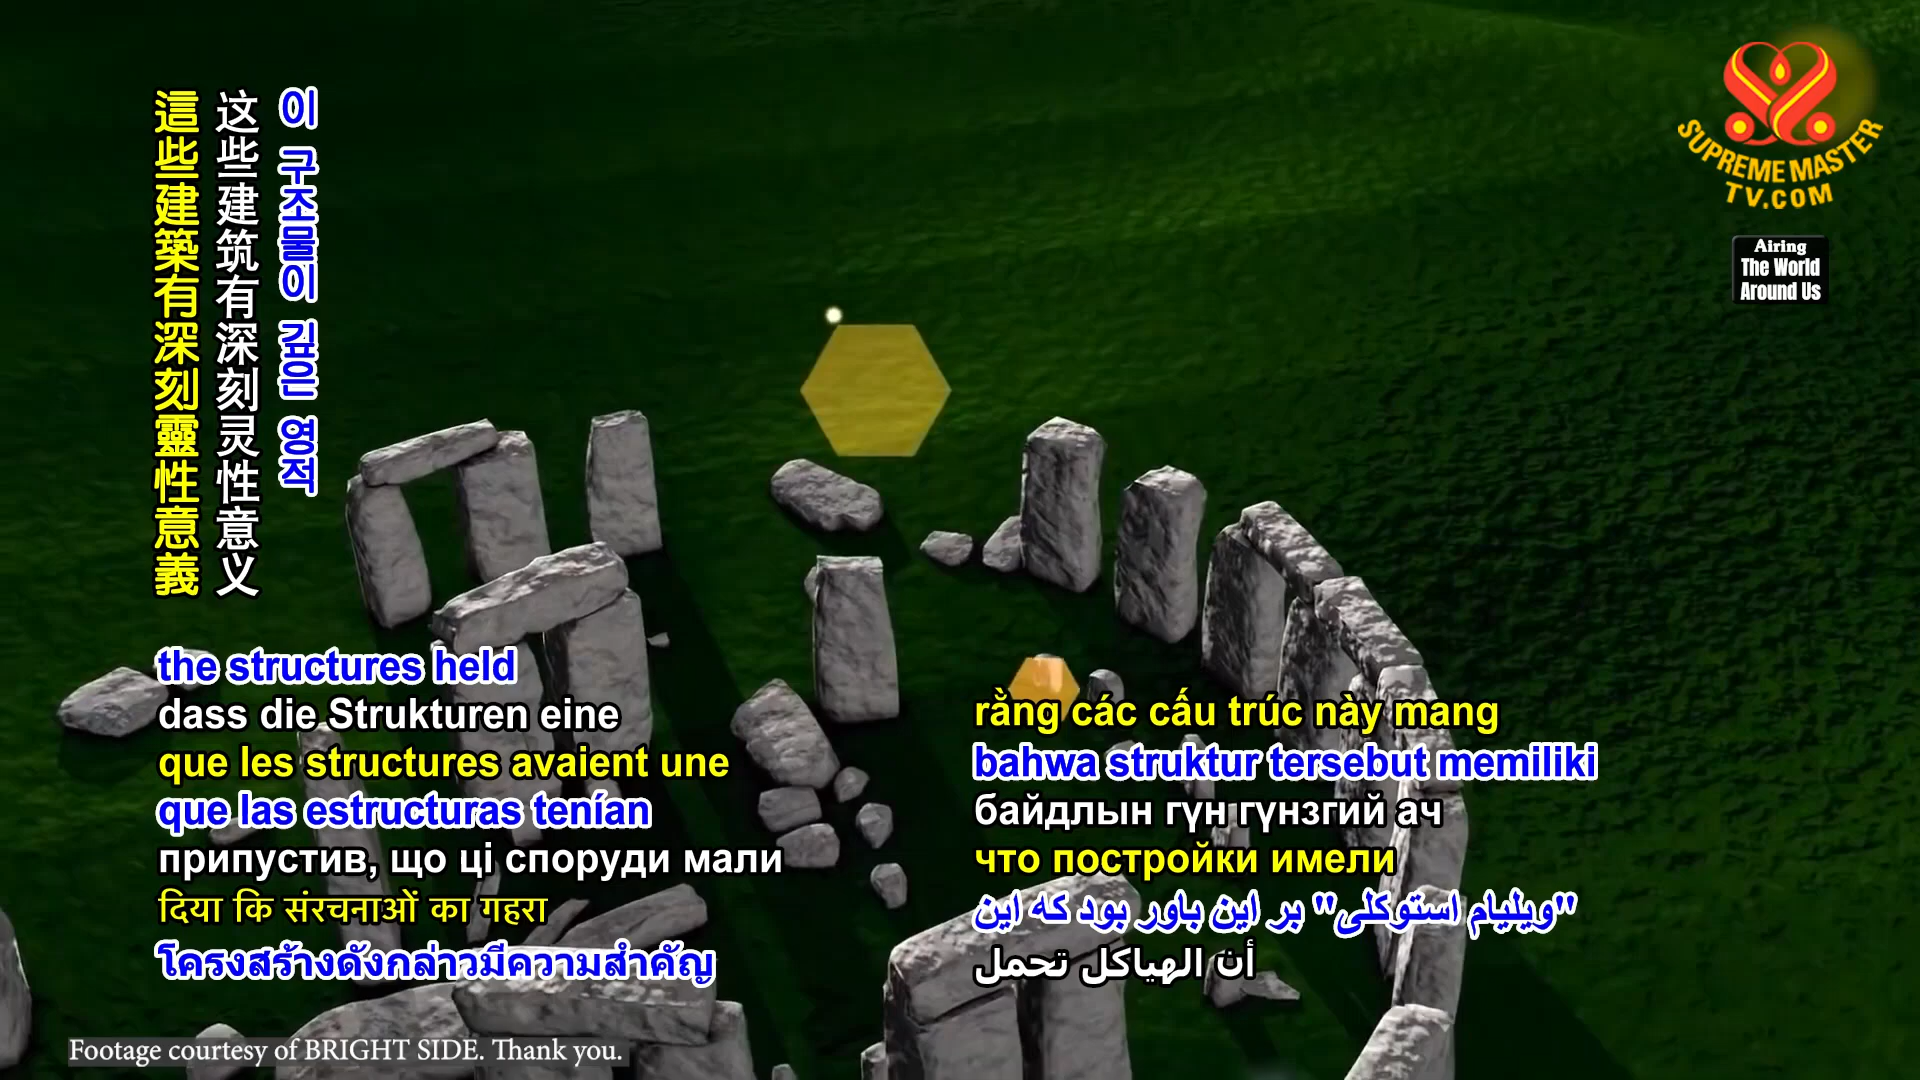 這些建築有深刻靈性意義
这些建筑有深刻灵性意义
이 구조물이 깊은 영적
the structures held
dass die Strukturen eine
que les structures avaient une
que las estructuras tenían
припустив, що ці споруди мали
दिया कि संरचनाओं का गहरा
โครงสร้างดังกล่าวมีความสำคัญ
rằng các cấu trúc này mang
bahwa struktur tersebut memiliki
байдлын гүн гүнзгий ач
что постройки имели
"ویلیام استوکلی" بر این باور بود که این
أن الهياكل تحمل
SUPREME MASTER
TV.COM
Airing
The World
Around Us
Footage courtesy of BRIGHT SIDE. Thank you.